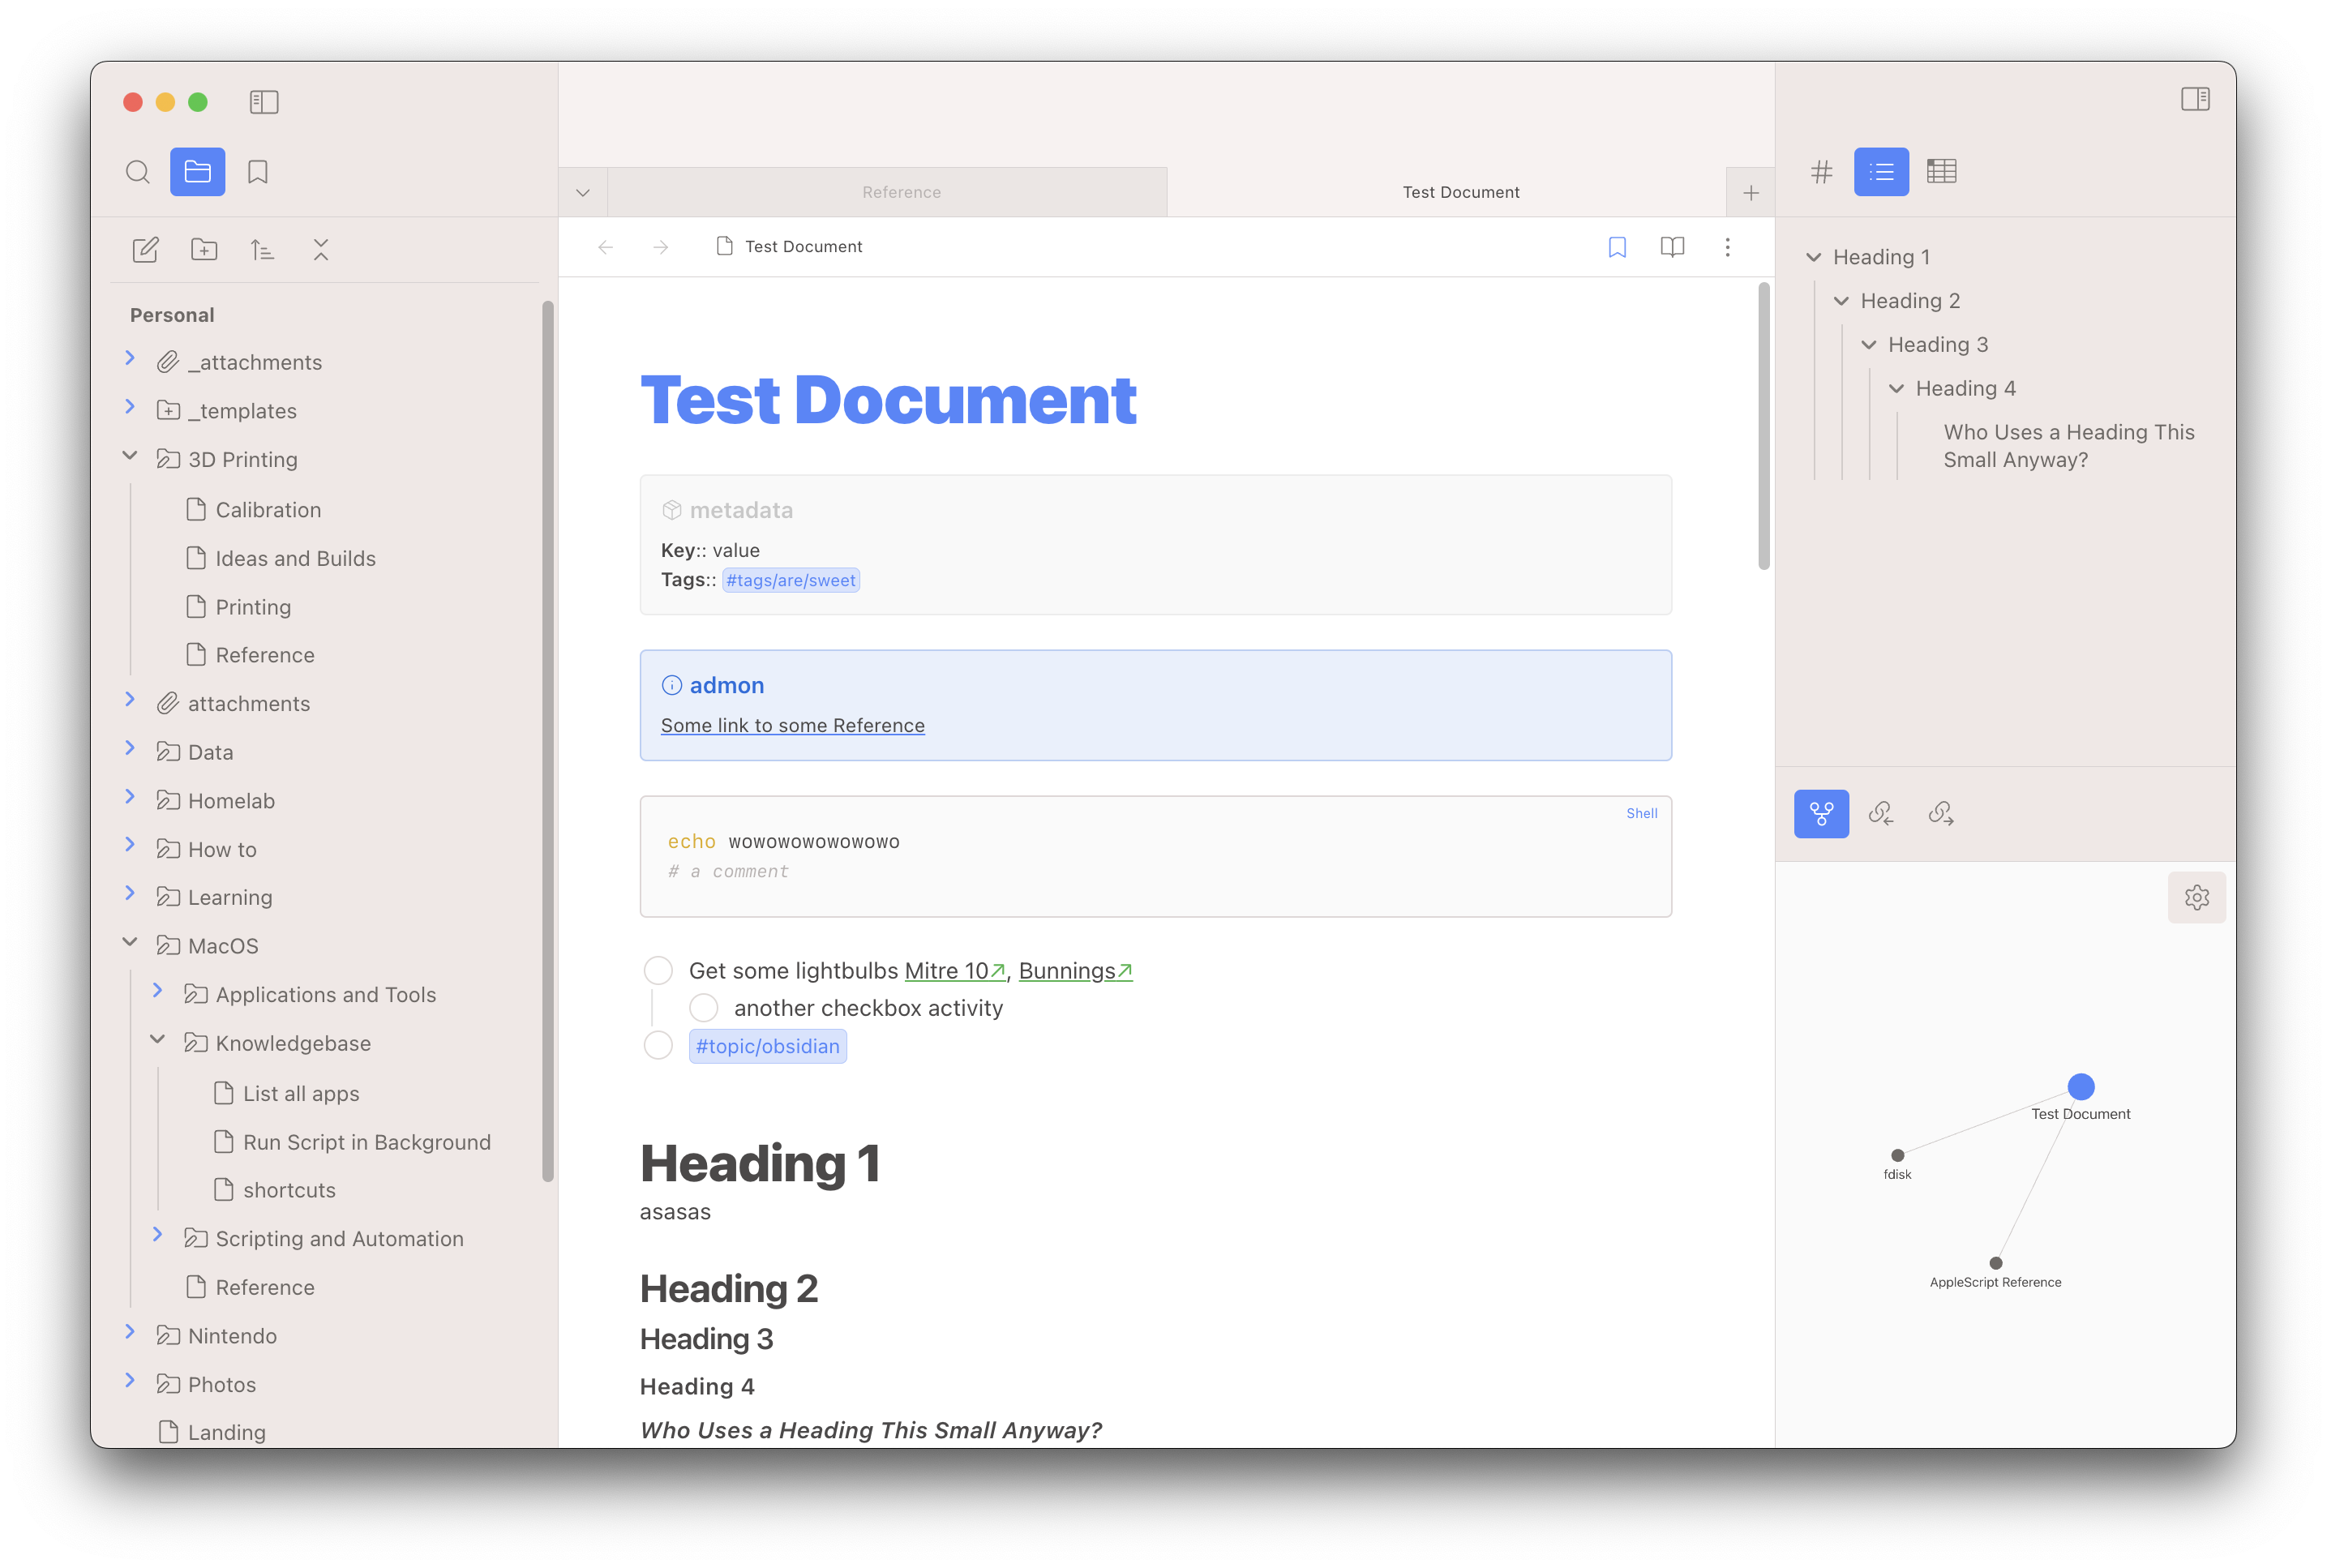 Personal
_attachments
_templates
3D Printing
Calibration
Ideas and Builds
Printing
Reference
attachments
Data
Homelab
How to
Learning
MacOS
Applications and Tools
Knowledgebase
List all apps
Run Script in Background
shortcuts
Scripting and Automation
Reference
Nintendo
Photos
Landing
Reference
Test Document
Test Document
Test Document
metadata
Key:: value
Tags:: #tags/are/sweet
admon
Some link to some Reference
Shell
echo wowowowowowowo
# a comment
Get some lightbulbs Mitre 10, Bunnings
another checkbox activity
#topic/obsidian
Heading 1
asasas
Heading 2
Heading 3
Heading 4
Who Uses a Heading This Small Anyway?
Heading 1
Heading 2
Heading 3
Heading 4
Who Uses a Heading This
Small Anyway?
Test Document
fdisk
AppleScript Reference